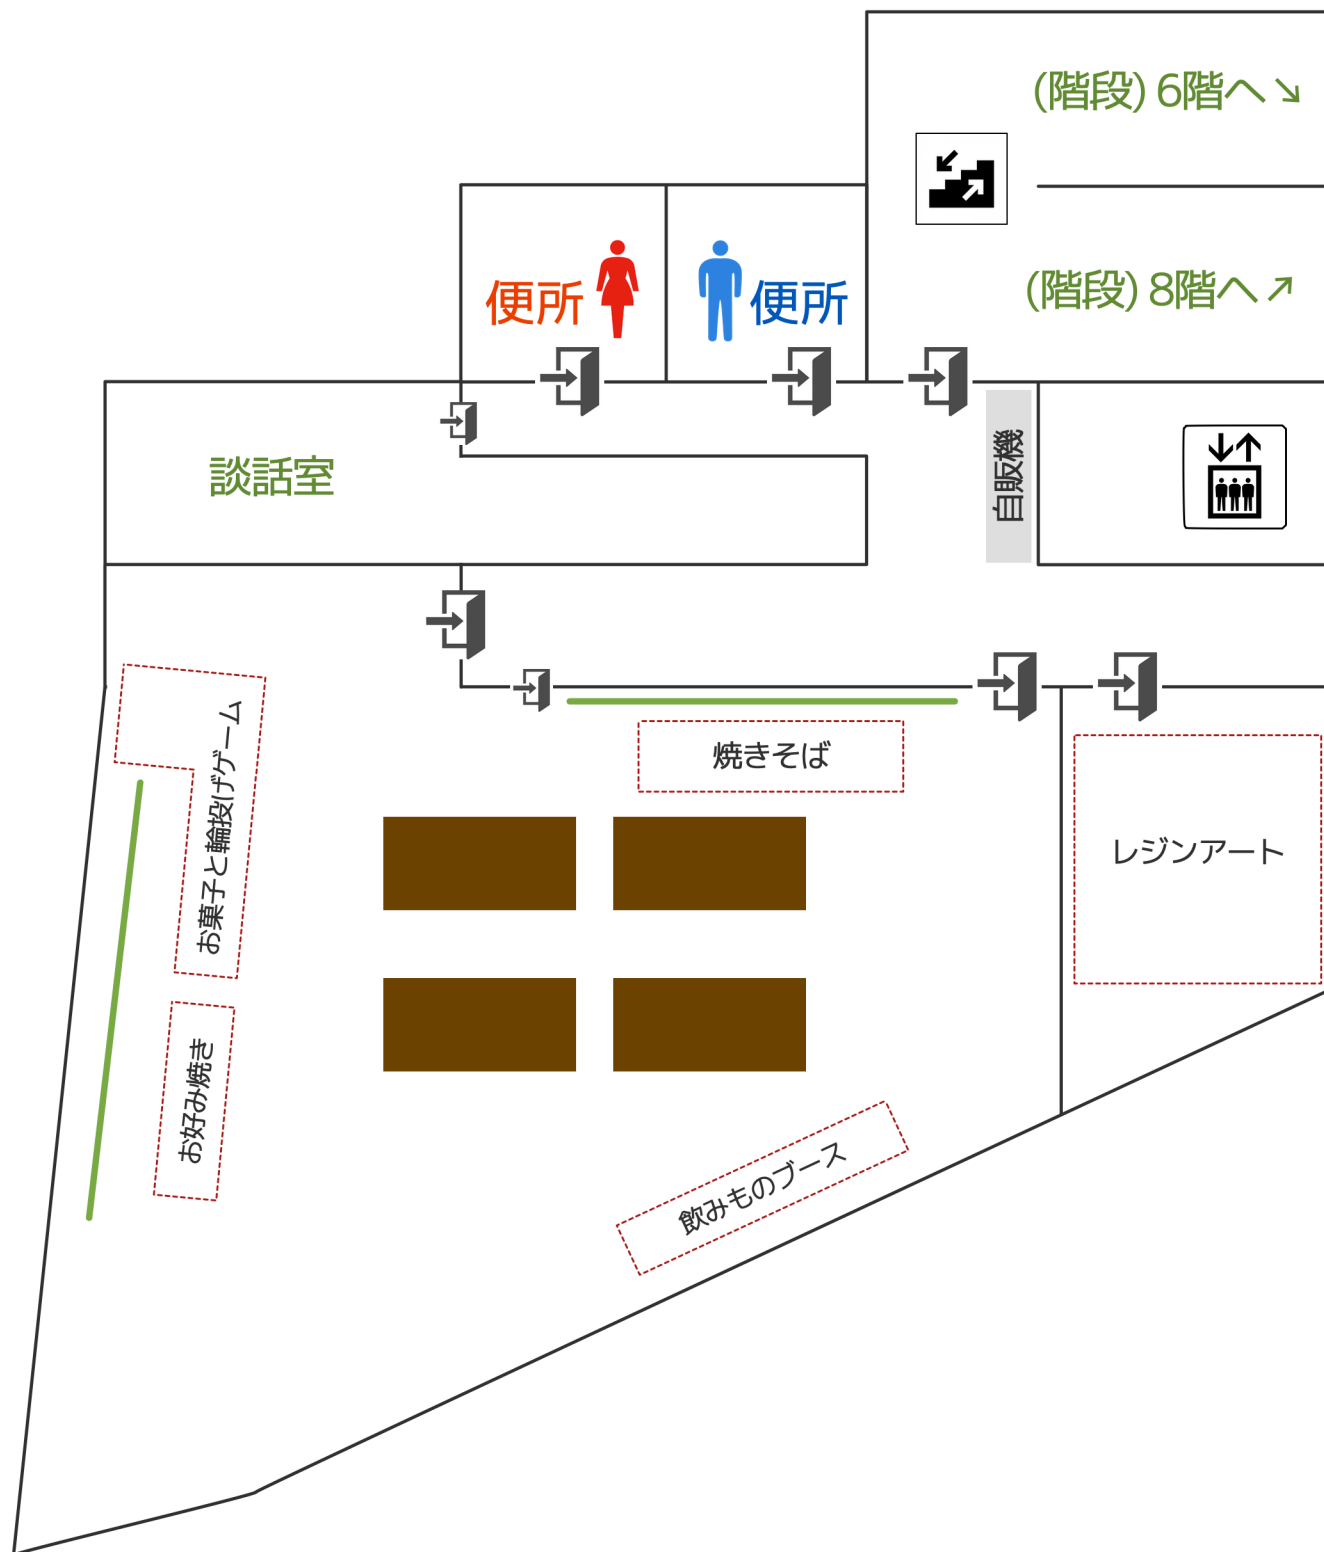 (階段) 6階へ↘
(階段) 8階へ↗
便所
便所
談話室
自販機
焼きそば
お菓子と輪投げゲーム
レジンアート
お好み焼き
飲みものブース